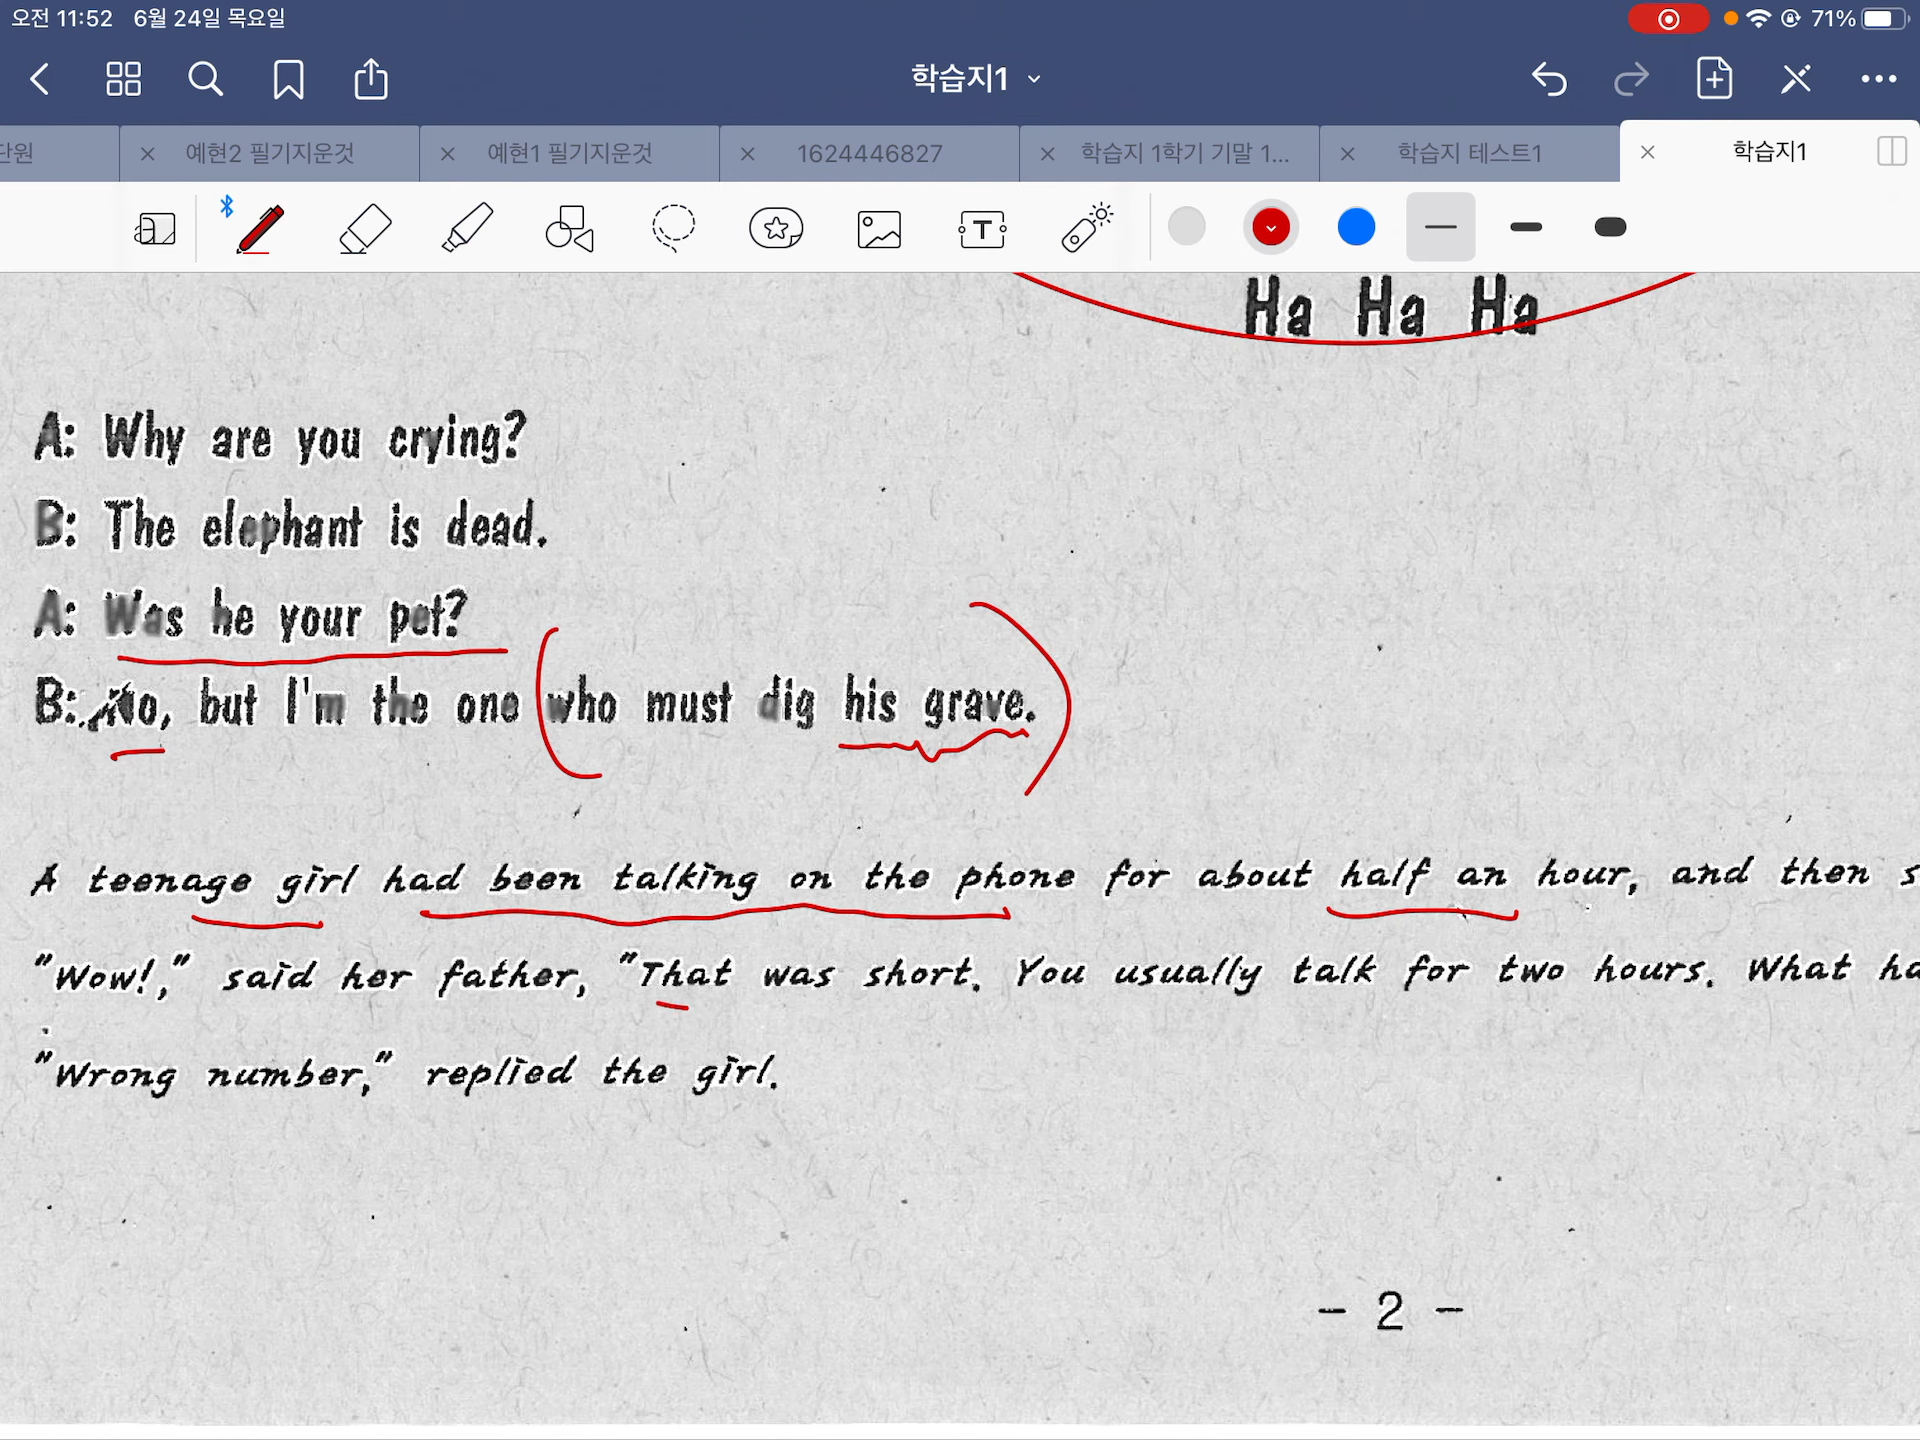 오전 11:52 6월 24일 목요일 71%
학습지1
단원 예현2 필기지운것 예현1 필기지운것 1624446827 학습지 1학기 기말 1... 학습지 테스트1 학습지1
Ha Ha Ha
A: Why are you crying?
B: The elephant is dead.
A: Was he your pet?
B: No, but I'm the one who must dig his grave.
A teenage girl had been talking on the phone for about half an hour, and then s
"Wow!," said her father, "That was short. You usually talk for two hours. What ha
"Wrong number," replied the girl.
- 2 -